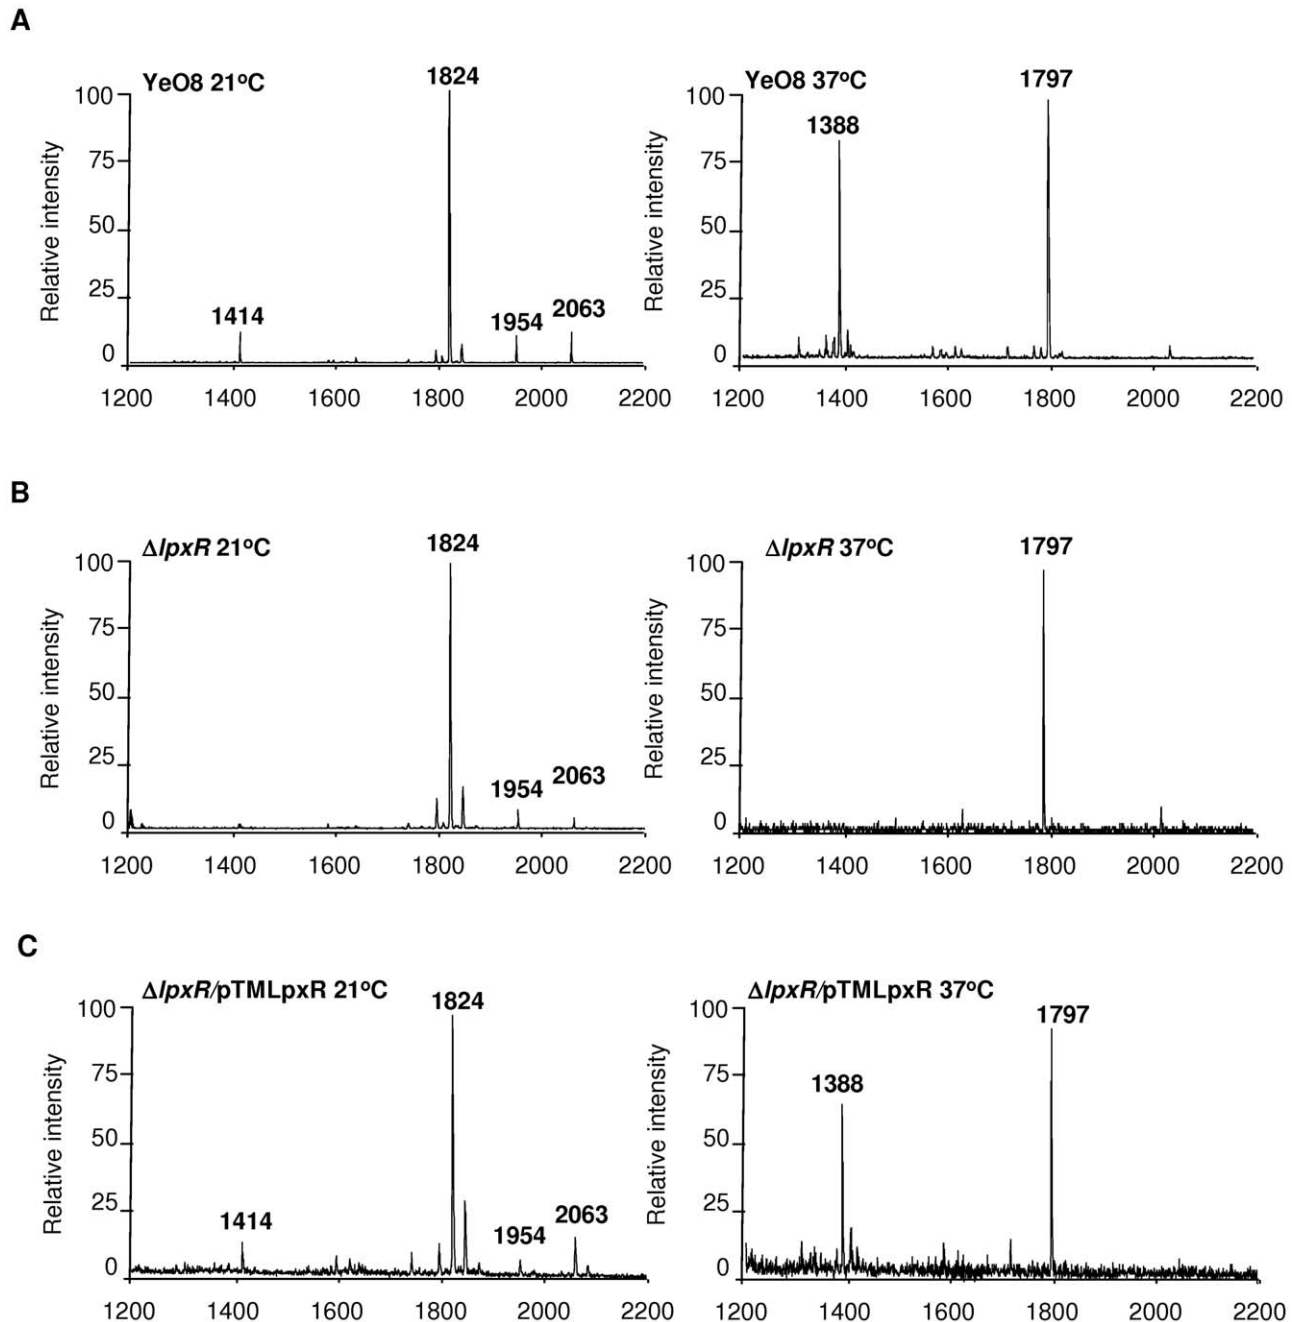 A
YeO8 21ºC
1824
1414
1954
2063
Relative intensity
100
75
50
25
0
1200 1400 1600 1800 2000 2200
YeO8 37ºC
1797
1388
Relative intensity
100
75
50
25
0
1200 1400 1600 1800 2000 2200
B
ΔlpxR 21ºC
1824
1954
2063
Relative intensity
100
75
50
25
0
1200 1400 1600 1800 2000 2200
ΔlpxR 37ºC
1797
Relative intensity
100
75
50
25
0
1200 1400 1600 1800 2000 2200
C
ΔlpxR/pTMLpxR 21ºC
1824
1414
1954
2063
Relative intensity
100
75
50
25
0
1200 1400 1600 1800 2000 2200
ΔlpxR/pTMLpxR 37ºC
1797
1388
Relative intensity
100
75
50
25
0
1200 1400 1600 1800 2000 2200